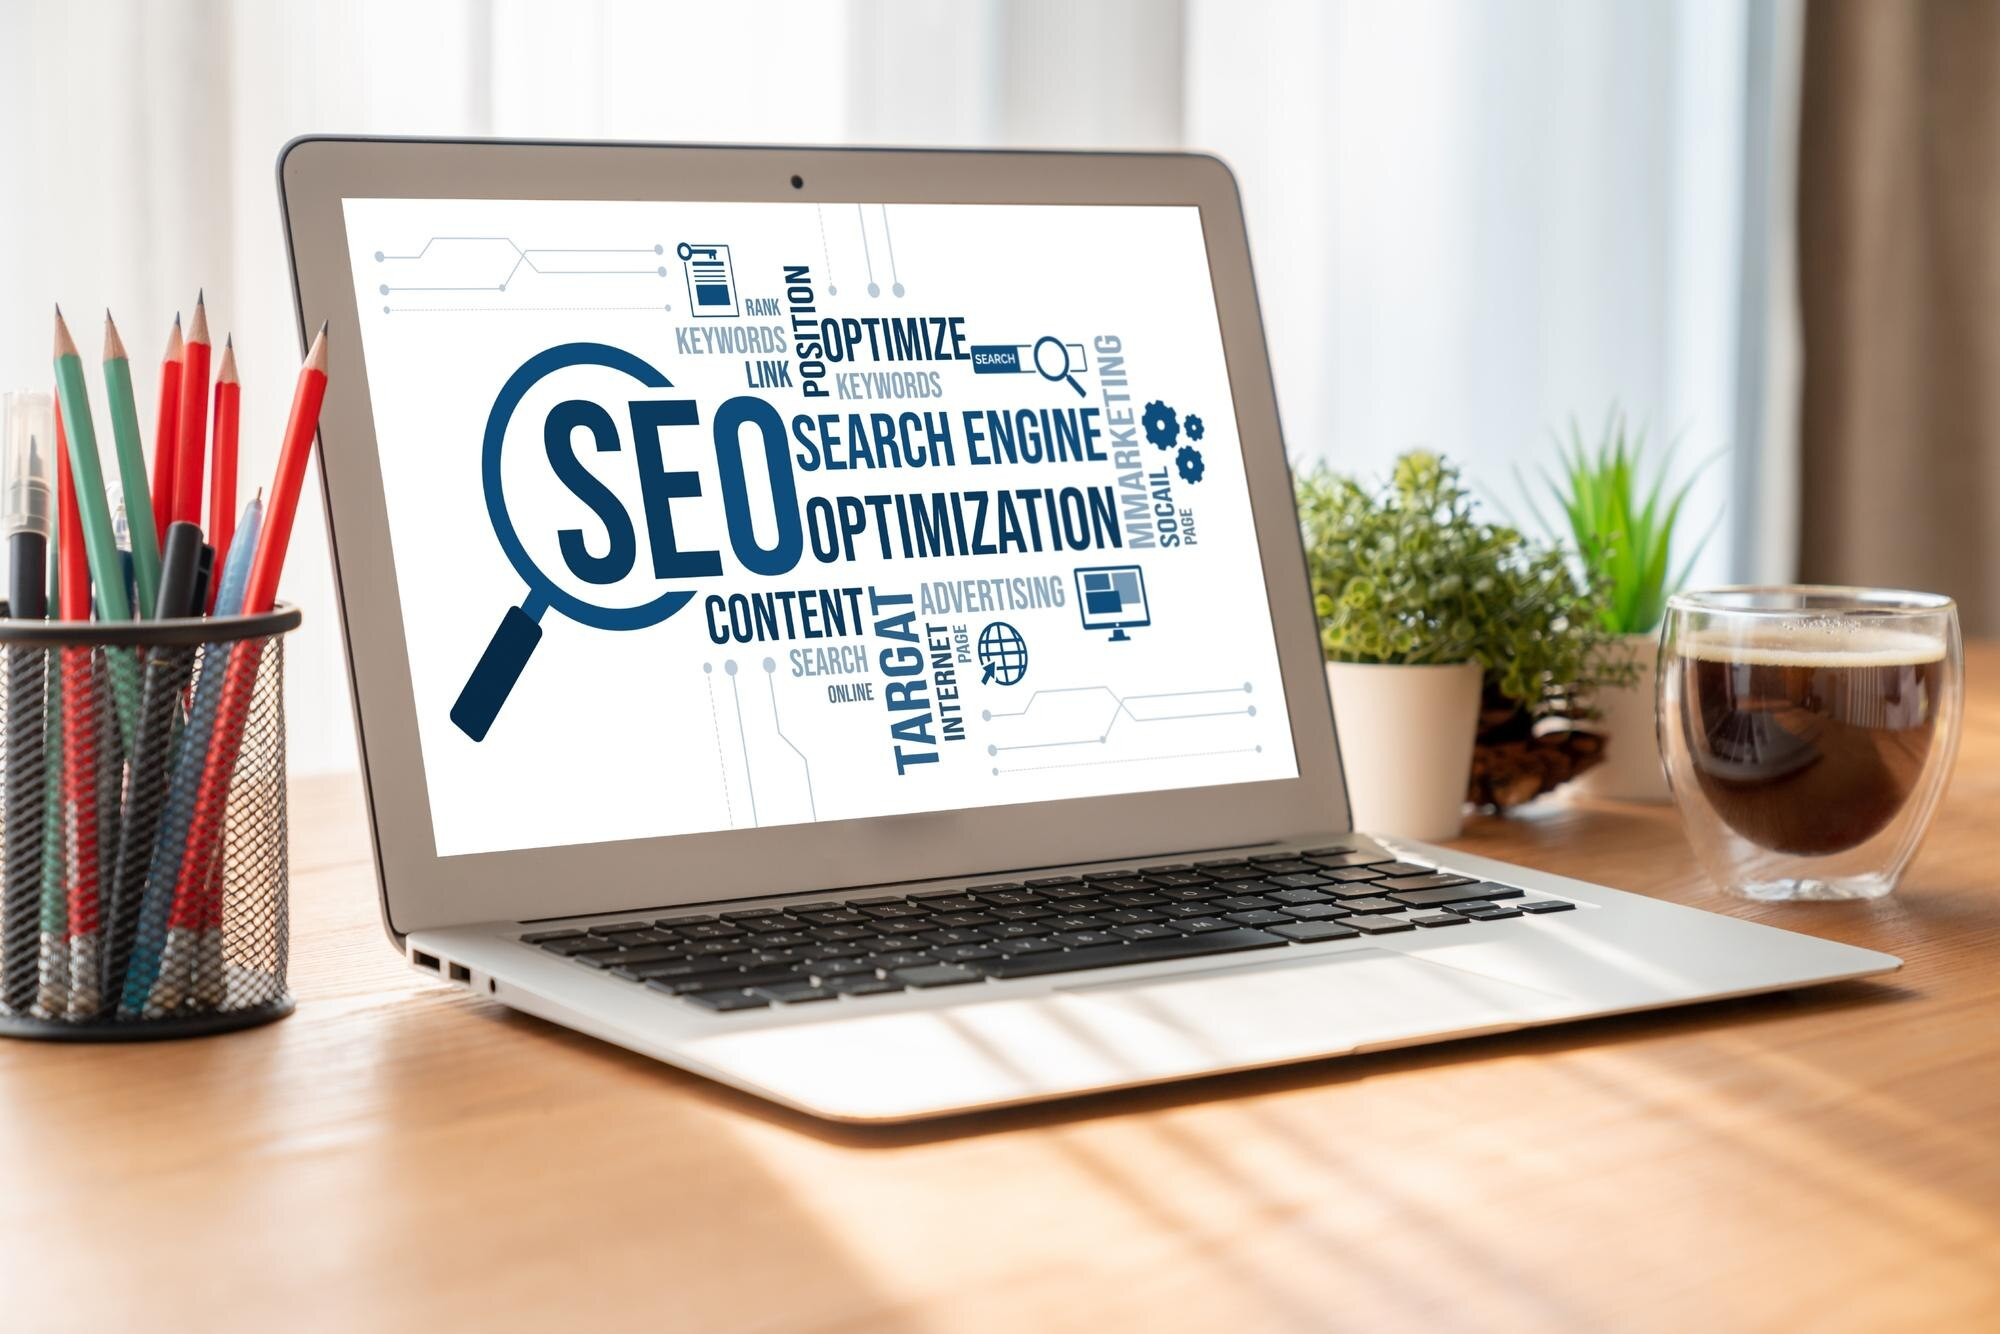 RANK
KEYWORDS
LINK
POSITION
OPTIMIZE
KEYWORDS
SEARCH
SEO
SEARCH ENGINE
OPTIMIZATION
MMARKETING
SOCAIL
PAGE
CONTENT
SEARCH
ONLINE
TARGAT
ADVERTISING
INTERNET
PAGE